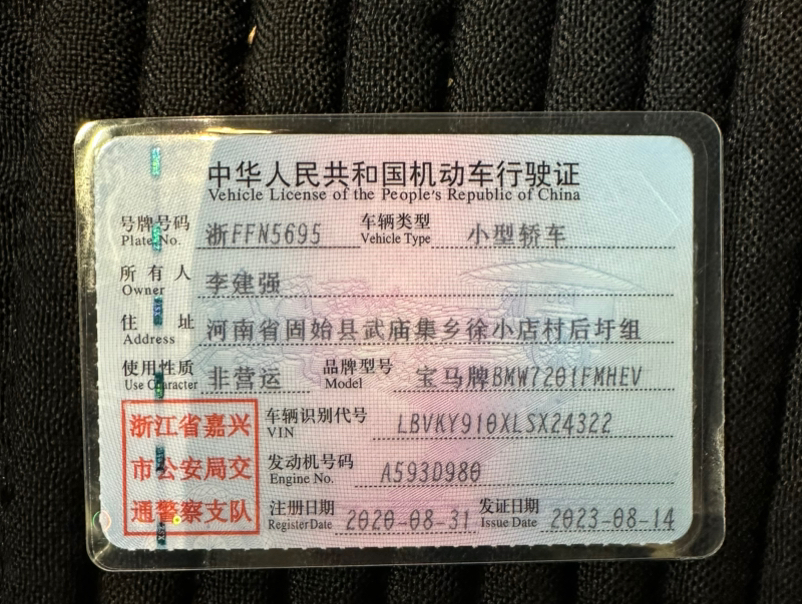 中华人民共和国机动车行驶证
Vehicle License of the People's Republic of China
号牌号码 浙FFN5695 车辆类型 小型轿车
Plate No. Vehicle Type
所有人 李建强
Owner
住址 河南省固始县武庙集乡徐小店村后圩组
Address
使用性质 非营运 品牌型号 宝马牌BMW7201FMHEV
Use Character Model
浙江省嘉兴 车辆识别代号 LBVKY910XLSX24322
VIN
市公安局交 发动机号码 A593D980
Engine No.
通警察支队 注册日期 2020-08-31 发证日期 2023-08-14
Register Date Issue Date